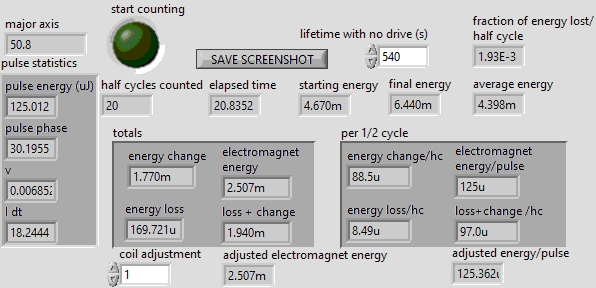 start counting
major axis
50.8
lifetime with no drive (s)
540
fraction of energy lost/
half cycle
1.93E-3
SAVE SCREENSHOT
pulse statistics
pulse energy (uJ)
125.012
pulse phase
30.1955
v
0.006852
I dt
18.2444
half cycles counted
20
elapsed time
20.8352
starting energy
4.670m
final energy
6.440m
average energy
4.398m
totals
energy change
1.770m
electromagnet
energy
2.507m
energy loss
169.721u
loss + change
1.940m
per 1/2 cycle
energy change/hc
88.5u
electromagnet
energy/pulse
125u
energy loss/hc
8.49u
loss+change /hc
97.0u
coil adjustment
1
adjusted electromagnet energy
2.507m
adjusted energy/pulse
125.362u